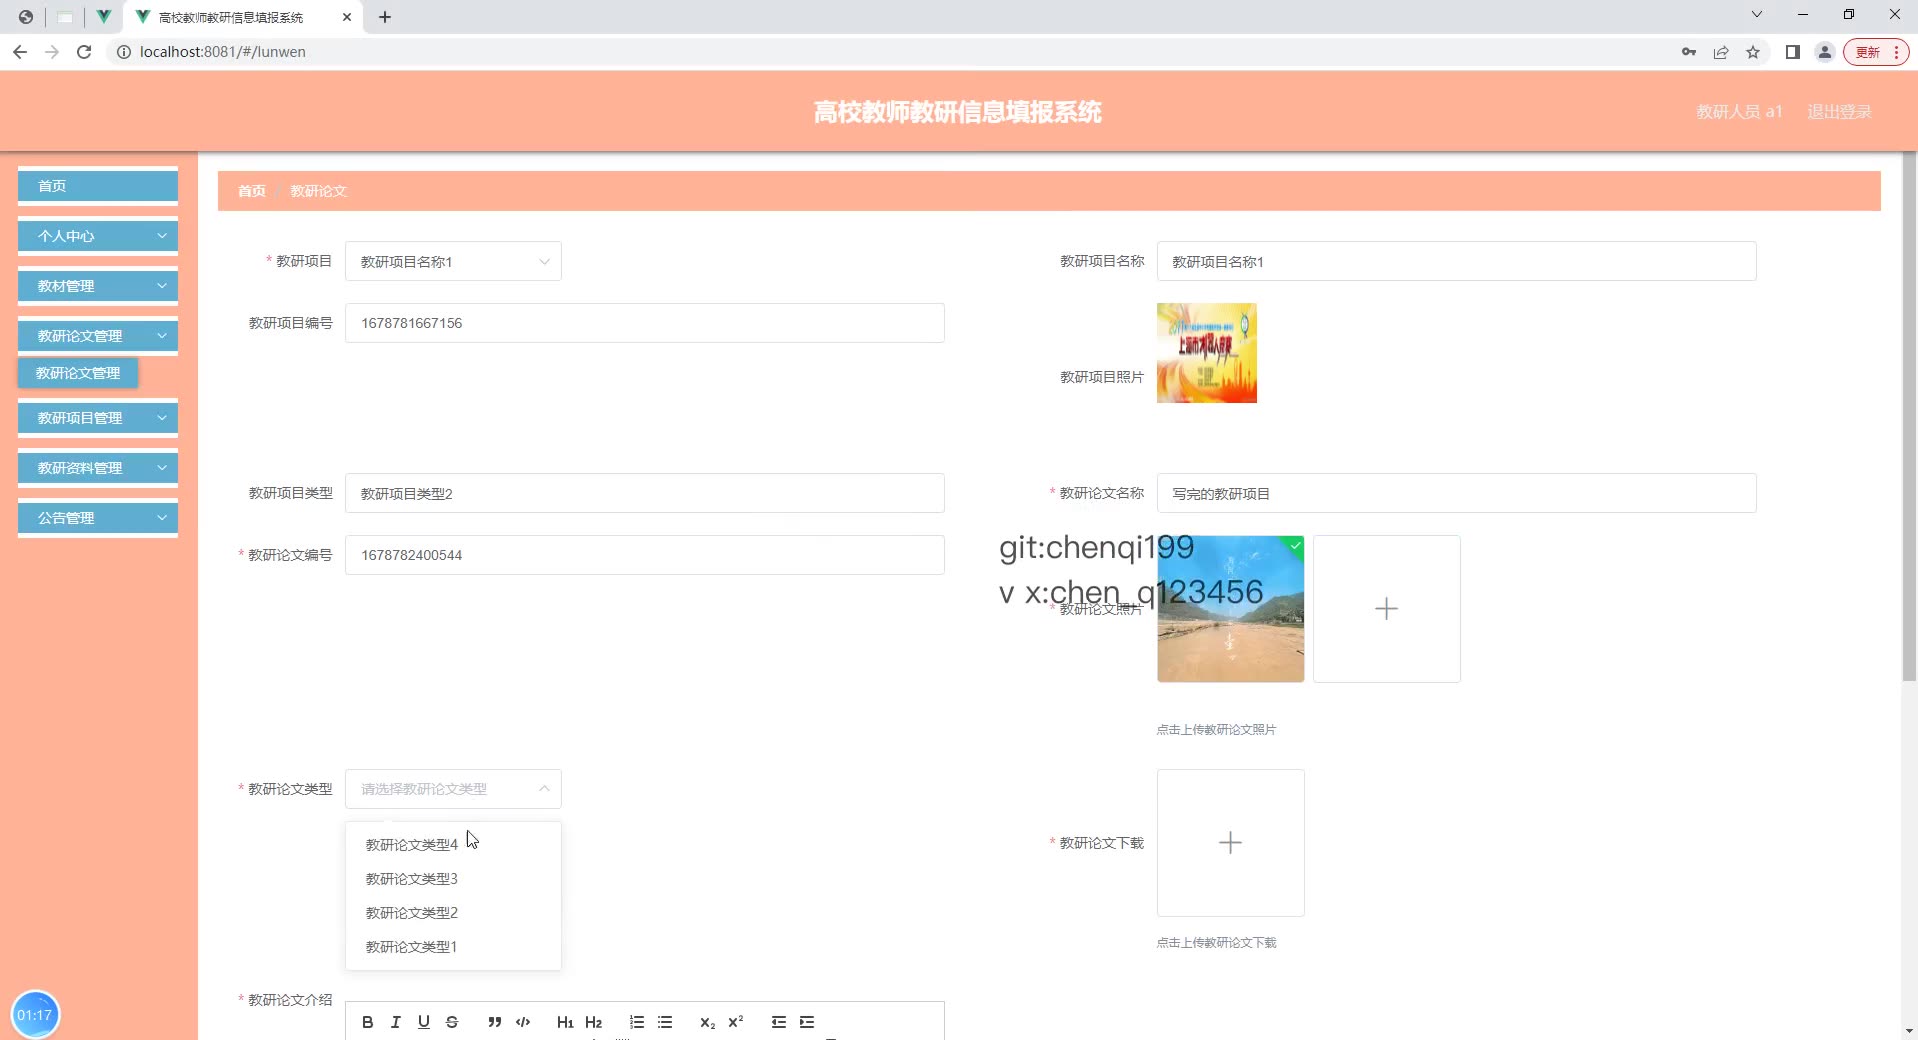 高校教师教研信息填报系统
localhost:8081/#/lunwen
更新
高校教师教研信息填报系统
教研人员 a1
退出登录
首页
个人中心
教材管理
教研论文管理
教研论文管理
教研项目管理
教研资料管理
公告管理
首页 教研论文
* 教研项目 教研项目名称1
教研项目名称 教研项目名称1
教研项目编号 1678781667156
教研项目照片
教研项目类型 教研项目类型2
* 教研论文名称 写完的教研项目
* 教研论文编号 1678782400544
git:chenqi199
v x:chen_q123456
* 教研论文照片
点击上传教研论文照片
* 教研论文类型 请选择教研论文类型
教研论文类型4
教研论文类型3
教研论文类型2
教研论文类型1
* 教研论文下载
点击上传教研论文下载
* 教研论文介绍
B I U S H1 H2 X2 X2
01:17